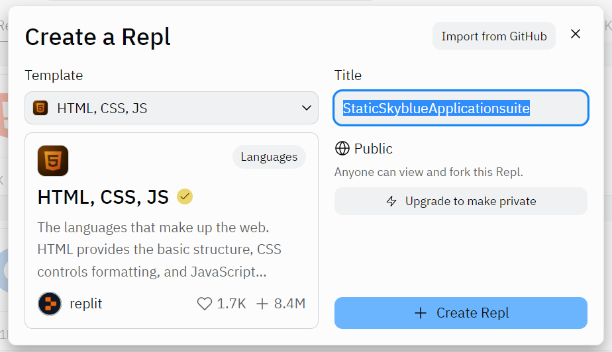 Create a Repl
Import from GitHub
Template
HTML, CSS, JS
Languages
HTML, CSS, JS
The languages that make up the web.
HTML provides the basic structure, CSS
controls formatting, and JavaScript...
replit
1.7K
8.4M
Title
StaticSkyblueApplicationsuite
Public
Anyone can view and fork this Repl.
Upgrade to make private
Create Repl